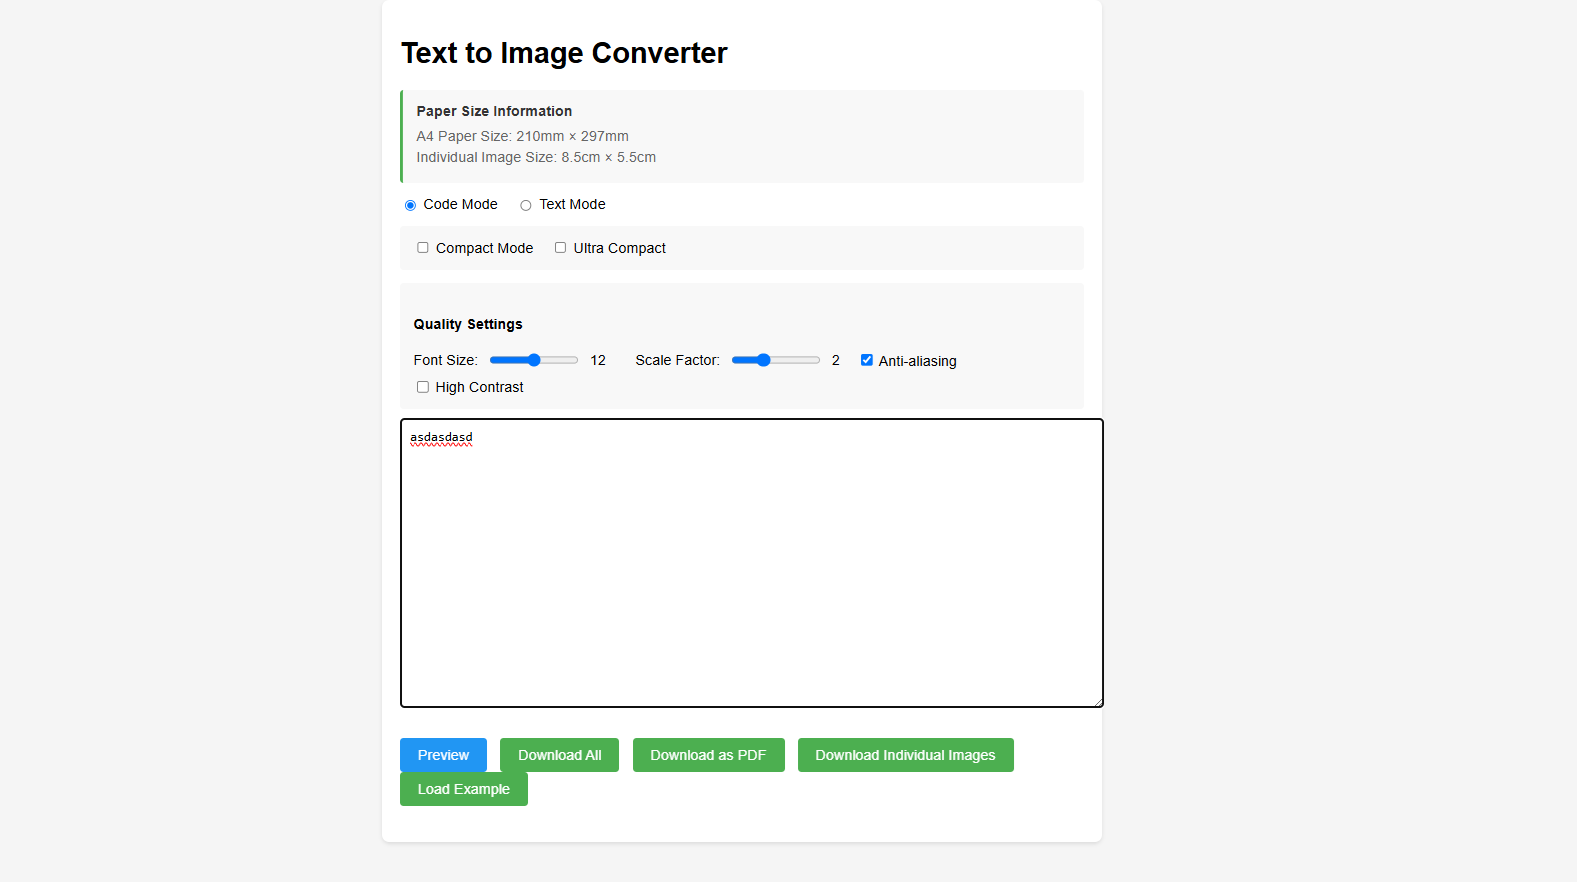 Text to Image Converter
Paper Size Information
A4 Paper Size: 210mm × 297mm
Individual Image Size: 8.5cm × 5.5cm
Code Mode Text Mode
Compact Mode Ultra Compact
Quality Settings
Font Size: 12 Scale Factor: 2 Anti-aliasing
High Contrast
asdasdasd
Preview Download All Download as PDF Download Individual Images
Load Example